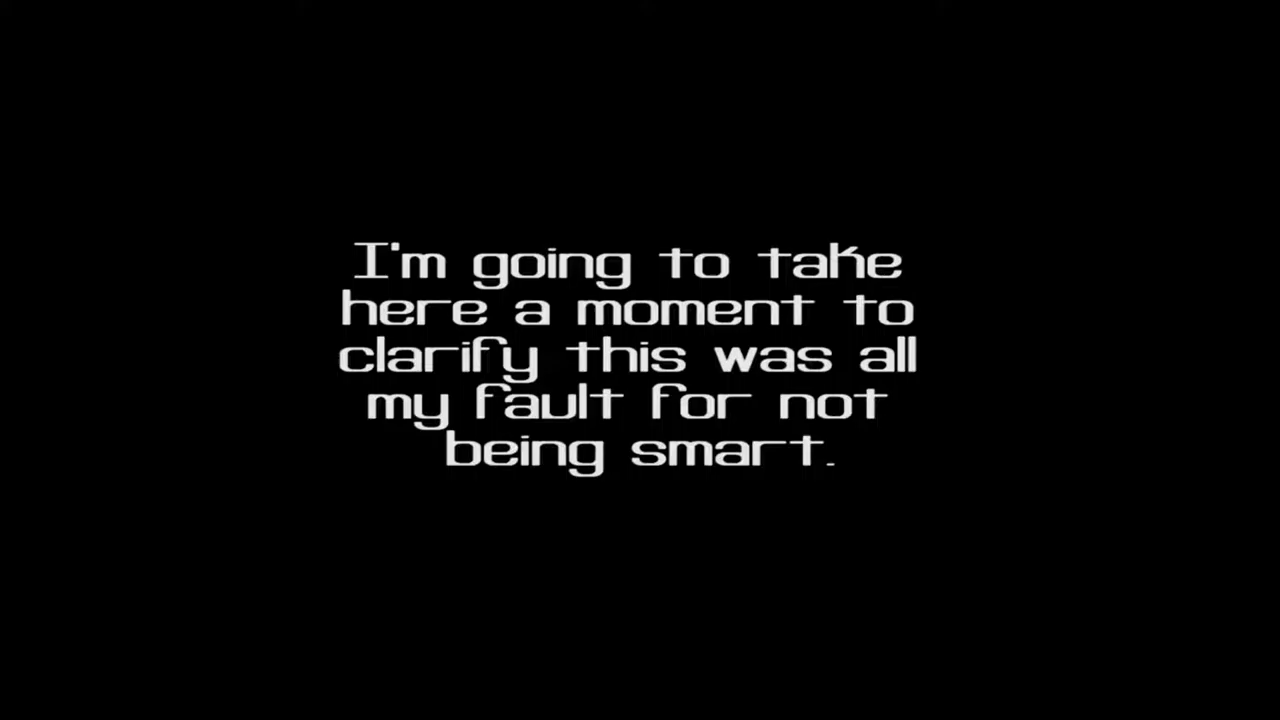 I'm going to take
here a moment to
clarify this was all
my fault for not
being smart.